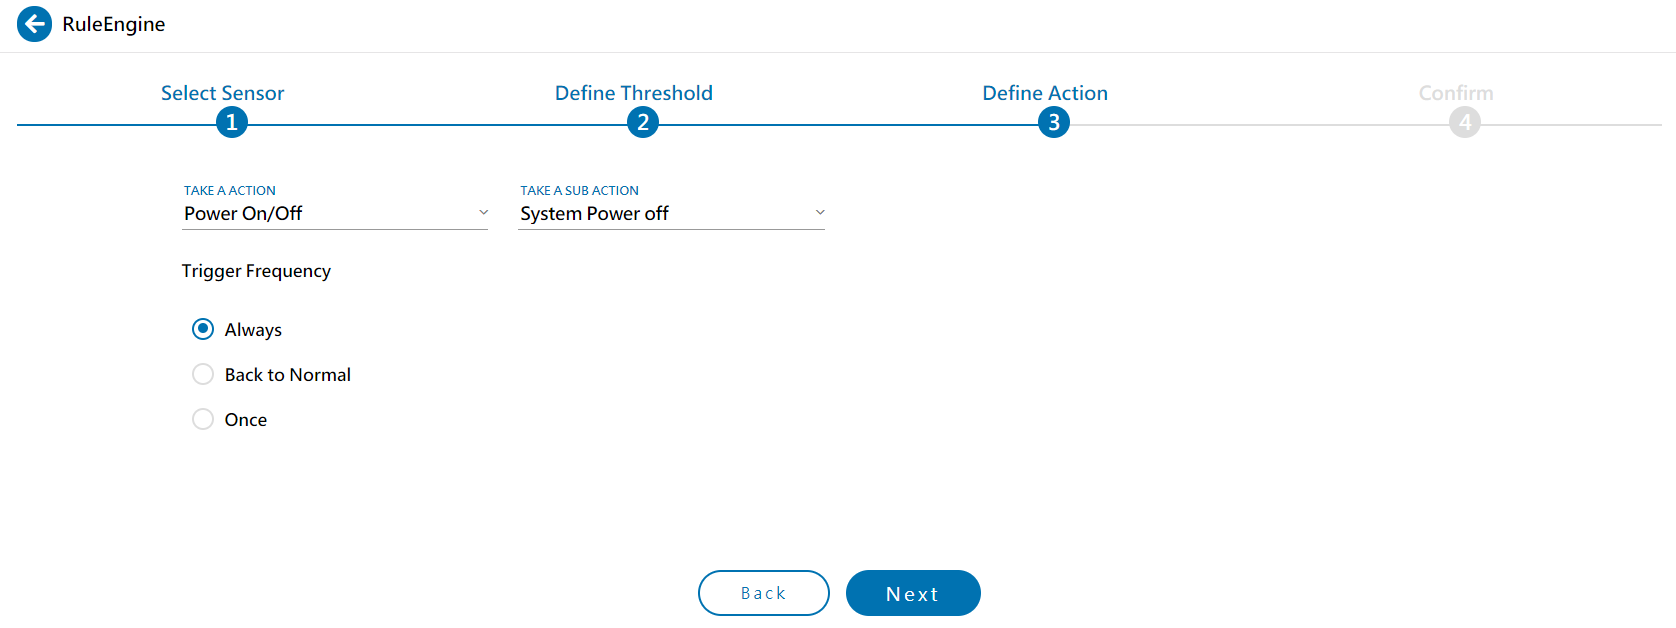 RuleEngine
Select Sensor
Define Threshold
Define Action
Confirm
1
2
3
4
TAKE A ACTION
TAKE A SUB ACTION
Power On/Off
System Power off
Trigger Frequency
Always
Back to Normal
Once
Back
Next